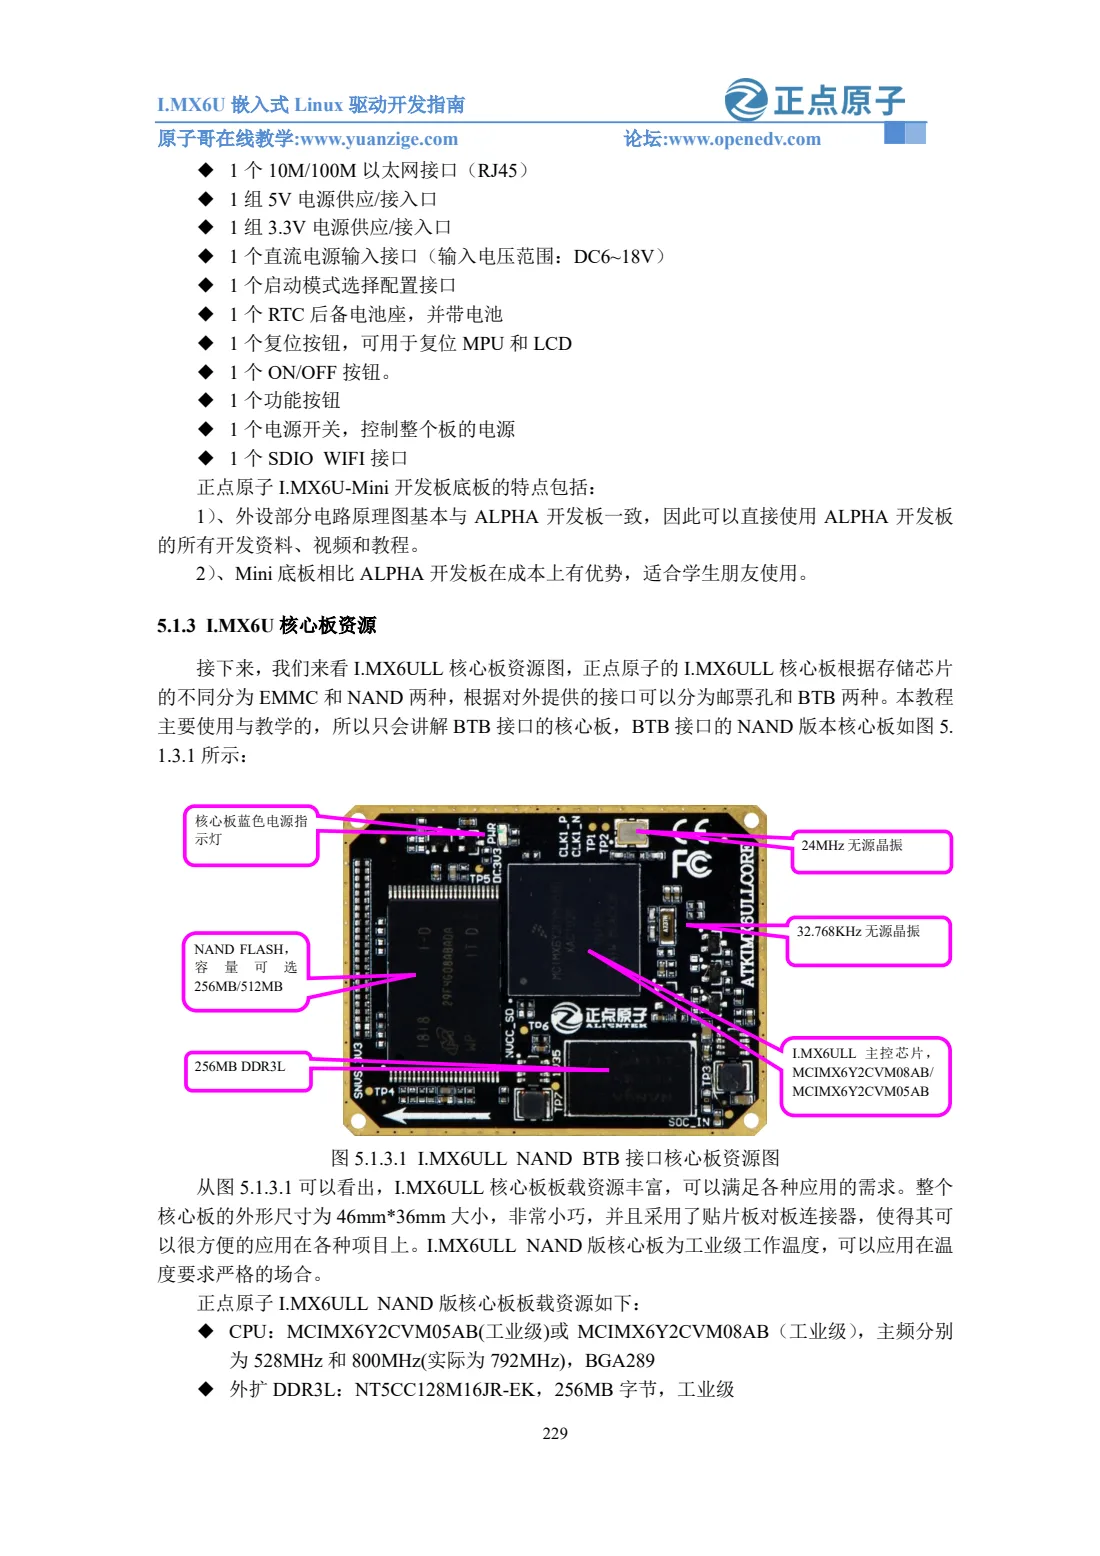 I.MX6U 嵌入式 Linux 驱动开发指南
正点原子
原子哥在线教学:www.yuanzige.com 论坛:www.openedv.com
◆ 1 个 10M/100M 以太网接口（RJ45）
◆ 1 组 5V 电源供应/接入口
◆ 1 组 3.3V 电源供应/接入口
◆ 1 个直流电源输入接口（输入电压范围：DC6~18V）
◆ 1 个启动模式选择配置接口
◆ 1 个 RTC 后备电池座，并带电池
◆ 1 个复位按钮，可用于复位 MPU 和 LCD
◆ 1 个 ON/OFF 按钮。
◆ 1 个功能按钮
◆ 1 个电源开关，控制整个板的电源
◆ 1 个 SDIO WIFI 接口
正点原子 I.MX6U-Mini 开发板底板的特点包括：
1）、外设部分电路原理图基本与 ALPHA 开发板一致，因此可以直接使用 ALPHA 开发板
的所有开发资料、视频和教程。
2）、Mini 底板相比 ALPHA 开发板在成本上有优势，适合学生朋友使用。
5.1.3 I.MX6U 核心板资源
接下来，我们来看 I.MX6ULL 核心板资源图，正点原子的 I.MX6ULL 核心板根据存储芯片
的不同分为 EMMC 和 NAND 两种，根据对外提供的接口可以分为邮票孔和 BTB 两种。本教程
主要使用与教学的，所以只会讲解 BTB 接口的核心板，BTB 接口的 NAND 版本核心板如图 5.
1.3.1 所示：
核心板蓝色电源指
示灯
NAND FLASH，
容量可选
256MB/512MB
256MB DDR3L
24MHz 无源晶振
32.768KHz 无源晶振
I.MX6ULL 主控芯片，
MCIMX6Y2CVM08AB/
MCIMX6Y2CVM05AB
PWR
DC3V3
TP5
CLK1_P
CLK1_N
TP1
TP2
FC
ATKIMX6ULLCORE
正点原子
ALIENTEK
NVCC_SD
TP6
TP7
TP3
TP4
SOC_IN
图 5.1.3.1 I.MX6ULL NAND BTB 接口核心板资源图
从图 5.1.3.1 可以看出，I.MX6ULL 核心板板载资源丰富，可以满足各种应用的需求。整个
核心板的外形尺寸为 46mm*36mm 大小，非常小巧，并且采用了贴片板对板连接器，使得其可
以很方便的应用在各种项目上。I.MX6ULL NAND 版核心板为工业级工作温度，可以应用在温
度要求严格的场合。
正点原子 I.MX6ULL NAND 版核心板板载资源如下：
◆ CPU：MCIMX6Y2CVM05AB(工业级)或 MCIMX6Y2CVM08AB（工业级），主频分别
为 528MHz 和 800MHz(实际为 792MHz)，BGA289
◆ 外扩 DDR3L：NT5CC128M16JR-EK，256MB 字节，工业级
229